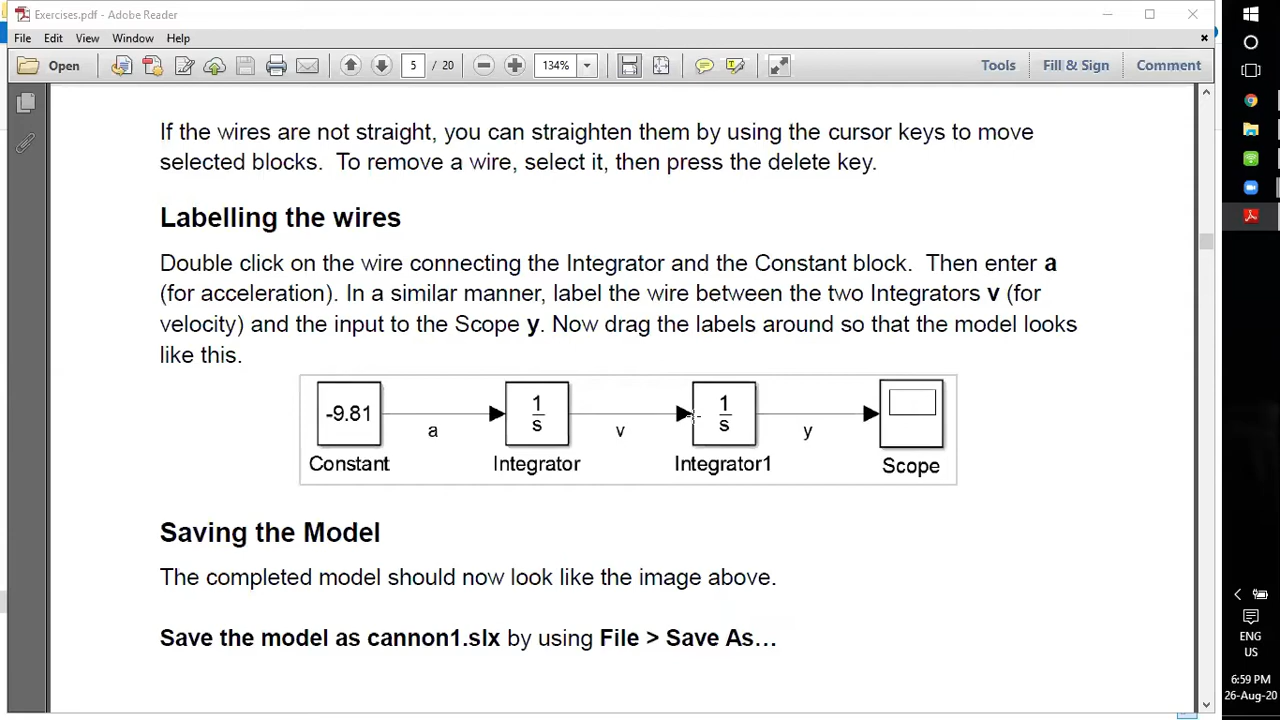 Exercises.pdf - Adobe Reader
File Edit View Window Help
Open 5 / 20 134% Tools Fill & Sign Comment
If the wires are not straight, you can straighten them by using the cursor keys to move
selected blocks. To remove a wire, select it, then press the delete key.
Labelling the wires
Double click on the wire connecting the Integrator and the Constant block. Then enter a
(for acceleration). In a similar manner, label the wire between the two Integrators v (for
velocity) and the input to the Scope y. Now drag the labels around so that the model looks
like this.
-9.81 1/s 1/s
a v y
Constant Integrator Integrator1 Scope
Saving the Model
The completed model should now look like the image above.
Save the model as cannon1.slx by using File > Save As...
ENG
US
6:59 PM
26-Aug-20